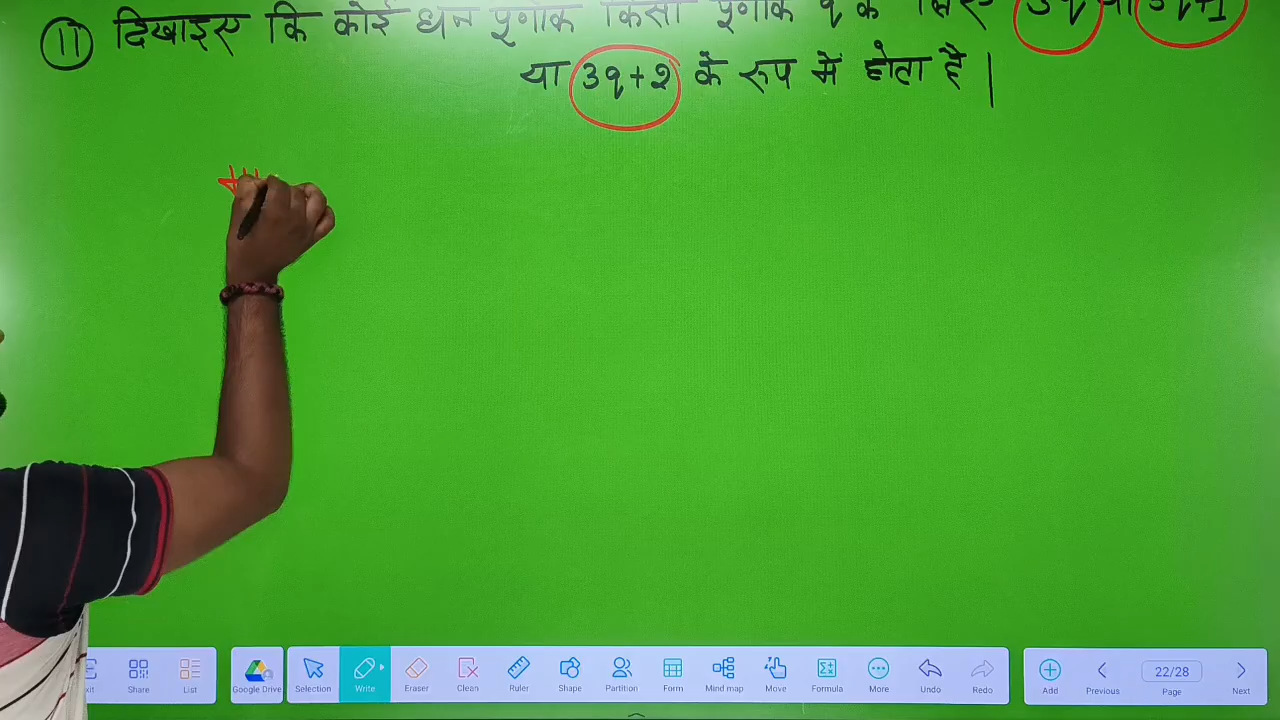 11 दिखाइए कि कोई धन पूर्णांक किसी पूर्णांक q के लिए 3q या 3q+1
या 3q+2 के रूप में होता है |
Share
List
Google Drive
Selection
Write
Eraser
Clean
Ruler
Shape
Partition
Form
Mind map
Move
Formula
More
Undo
Redo
Add
Previous
22/28
Page
Next